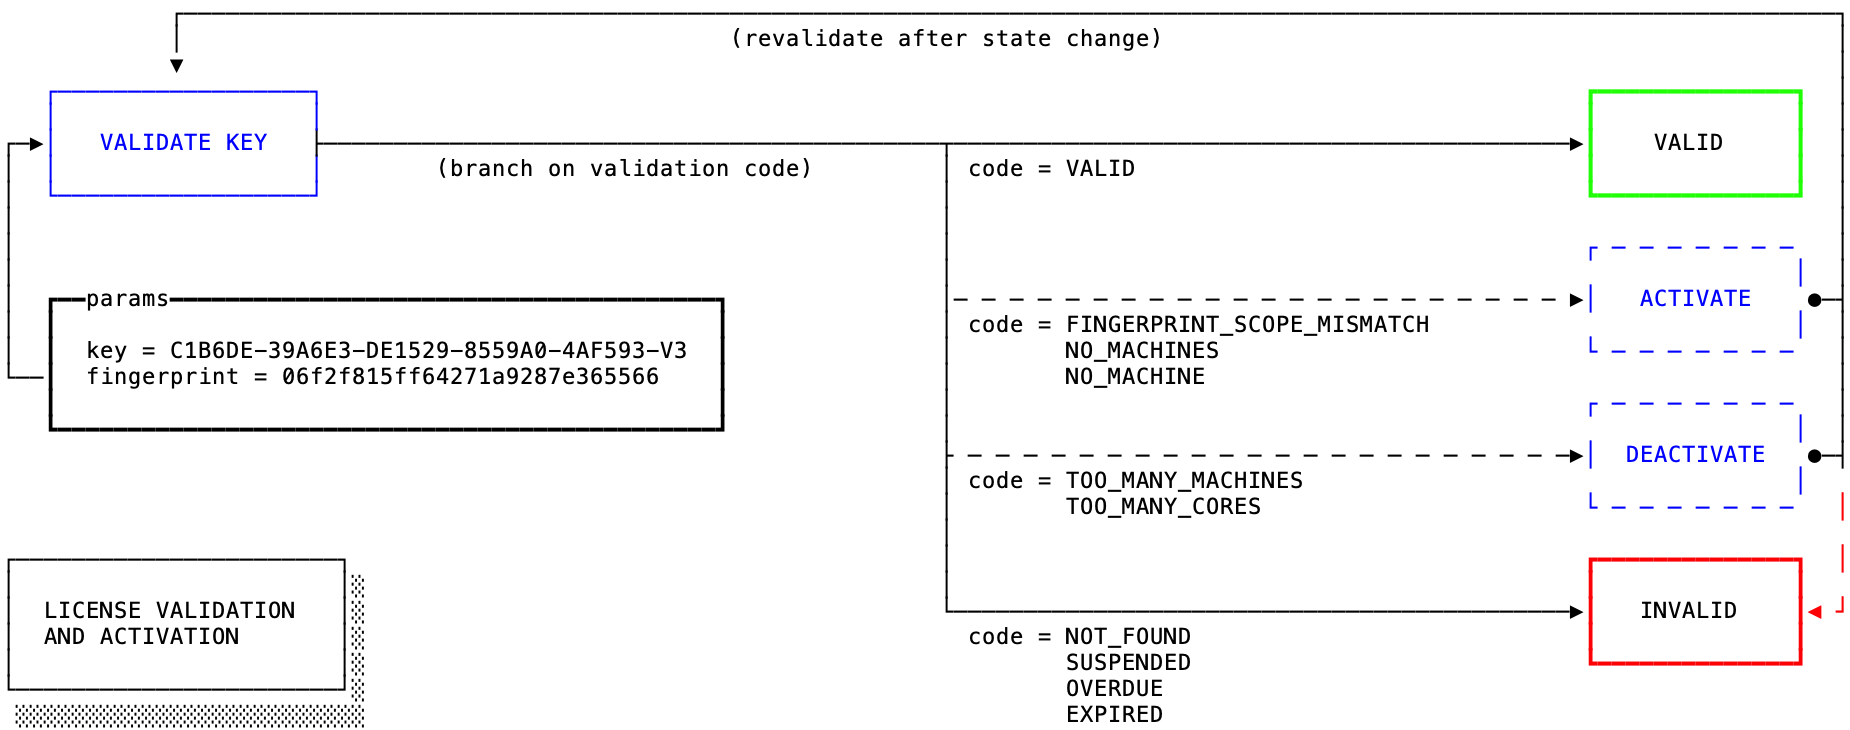 (revalidate after state change)
VALIDATE KEY
(branch on validation code)
code = VALID
VALID
params
key = C1B6DE-39A6E3-DE1529-8559A0-4AF593-V3
fingerprint = 06f2f815ff64271a9287e365566
code = FINGERPRINT_SCOPE_MISMATCH
NO_MACHINES
NO_MACHINE
ACTIVATE
code = TOO_MANY_MACHINES
TOO_MANY_CORES
DEACTIVATE
LICENSE VALIDATION
AND ACTIVATION
code = NOT_FOUND
SUSPENDED
OVERDUE
EXPIRED
INVALID